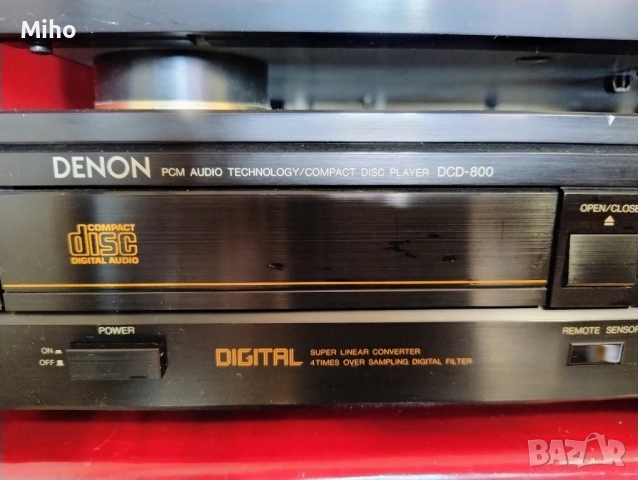 Miho
DENON PCM AUDIO TECHNOLOGY/COMPACT DISC PLAYER DCD-800
OPEN/CLOSE
COMPACT
disc
DIGITAL AUDIO
POWER
ON
OFF
DIGITAL
SUPER LINEAR CONVERTER
4TIMES OVER SAMPLING DIGITAL FILTER
REMOTE SENSOR
BAZAR
bazar.bg